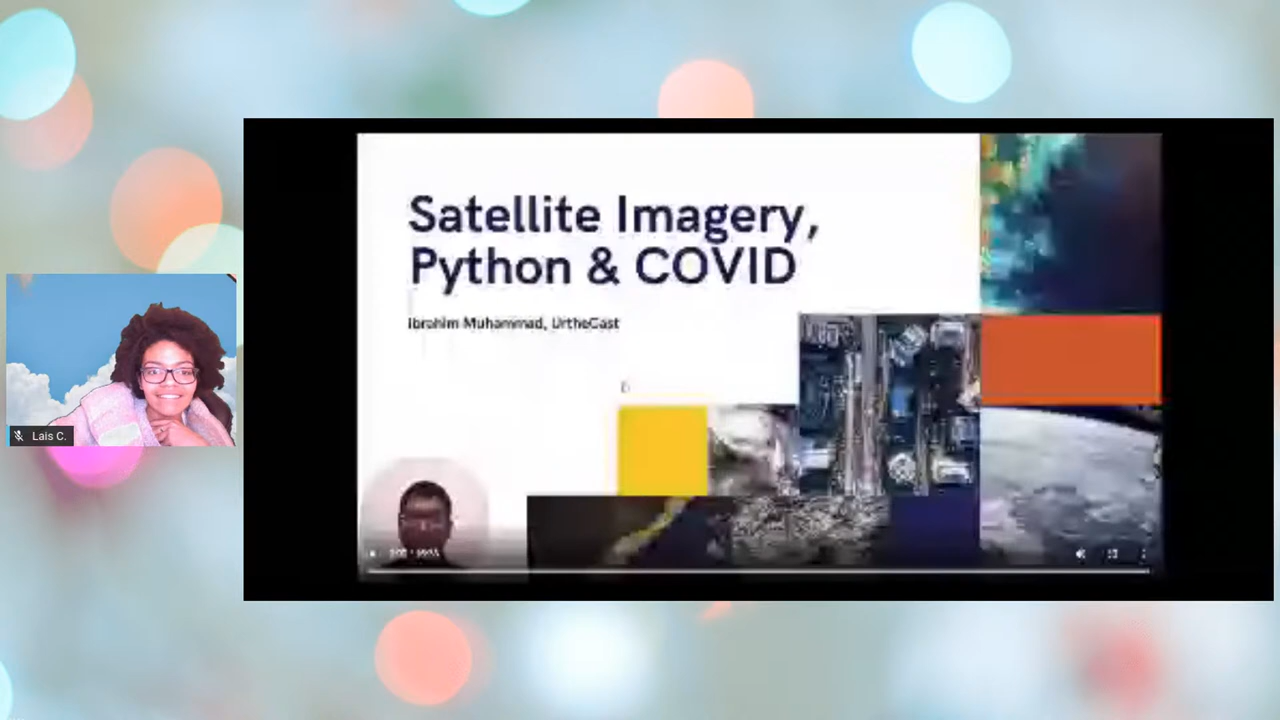 Satellite Imagery,
Python & COVID
Ibrahim Muhammad, UrtheCast
Lais C.